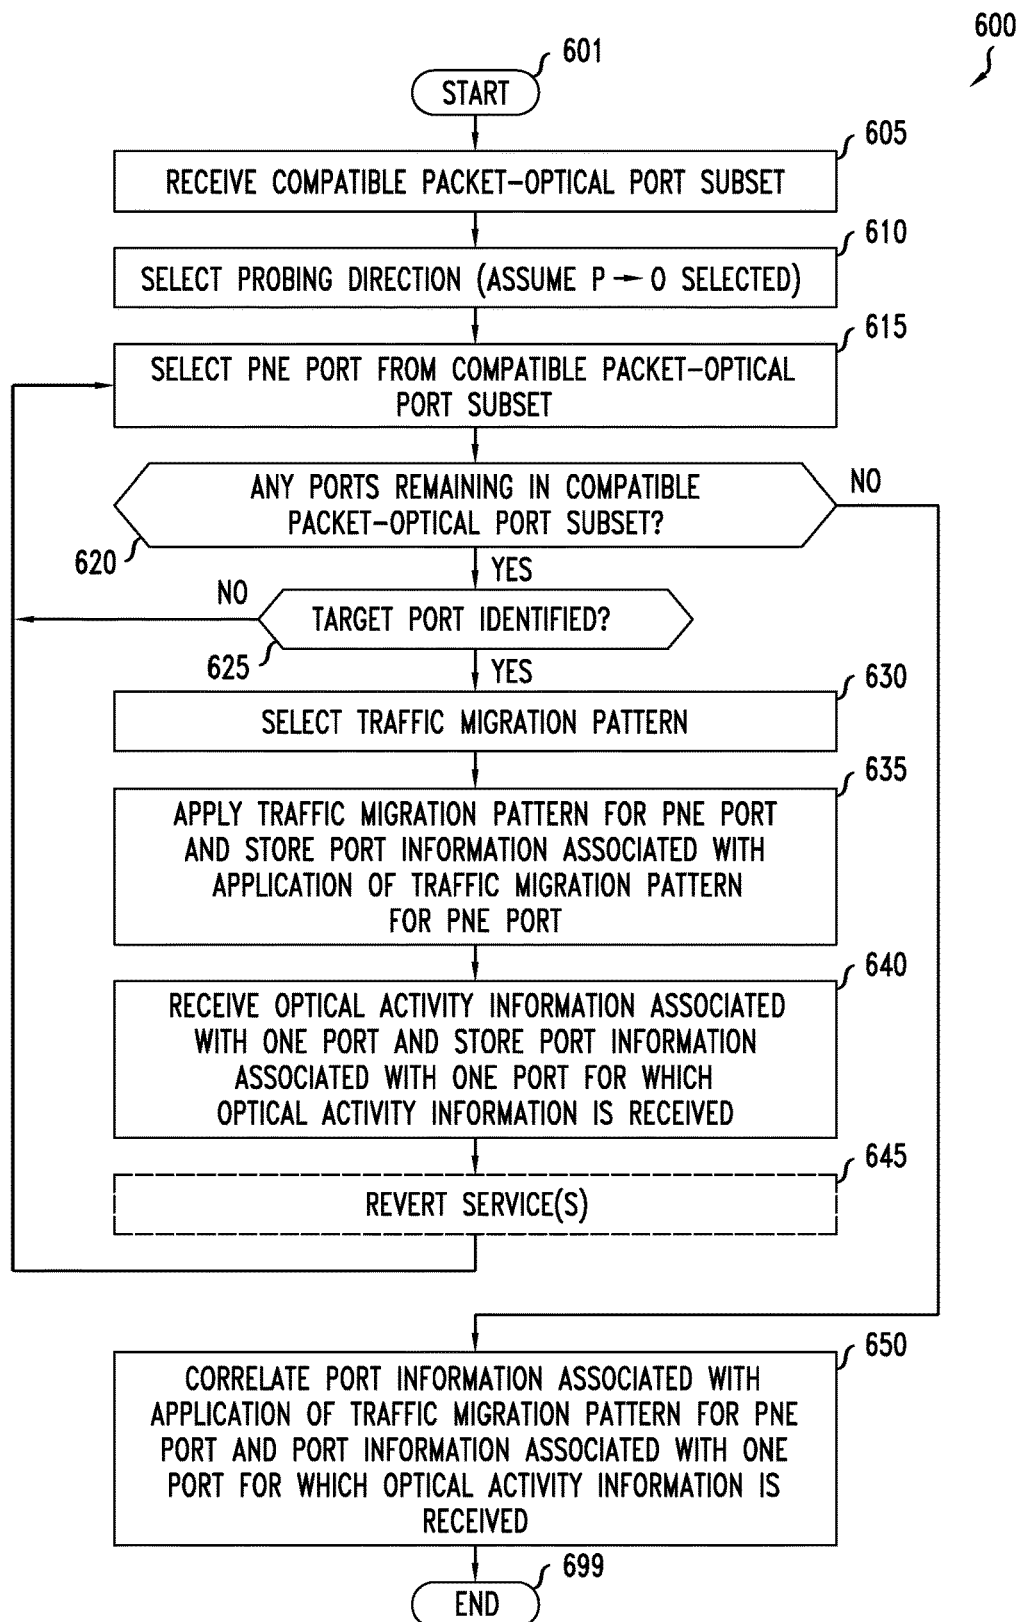 600
601
START
605
RECEIVE COMPATIBLE PACKET-OPTICAL PORT SUBSET
610
SELECT PROBING DIRECTION (ASSUME P → O SELECTED)
615
SELECT PNE PORT FROM COMPATIBLE PACKET-OPTICAL
PORT SUBSET
ANY PORTS REMAINING IN COMPATIBLE
PACKET-OPTICAL PORT SUBSET?
NO
620
YES
NO
TARGET PORT IDENTIFIED?
625
YES
630
SELECT TRAFFIC MIGRATION PATTERN
635
APPLY TRAFFIC MIGRATION PATTERN FOR PNE PORT
AND STORE PORT INFORMATION ASSOCIATED WITH
APPLICATION OF TRAFFIC MIGRATION PATTERN
FOR PNE PORT
640
RECEIVE OPTICAL ACTIVITY INFORMATION ASSOCIATED
WITH ONE PORT AND STORE PORT INFORMATION
ASSOCIATED WITH ONE PORT FOR WHICH
OPTICAL ACTIVITY INFORMATION IS RECEIVED
645
REVERT SERVICE(S)
650
CORRELATE PORT INFORMATION ASSOCIATED WITH
APPLICATION OF TRAFFIC MIGRATION PATTERN FOR PNE
PORT AND PORT INFORMATION ASSOCIATED WITH ONE
PORT FOR WHICH OPTICAL ACTIVITY INFORMATION IS
RECEIVED
699
END